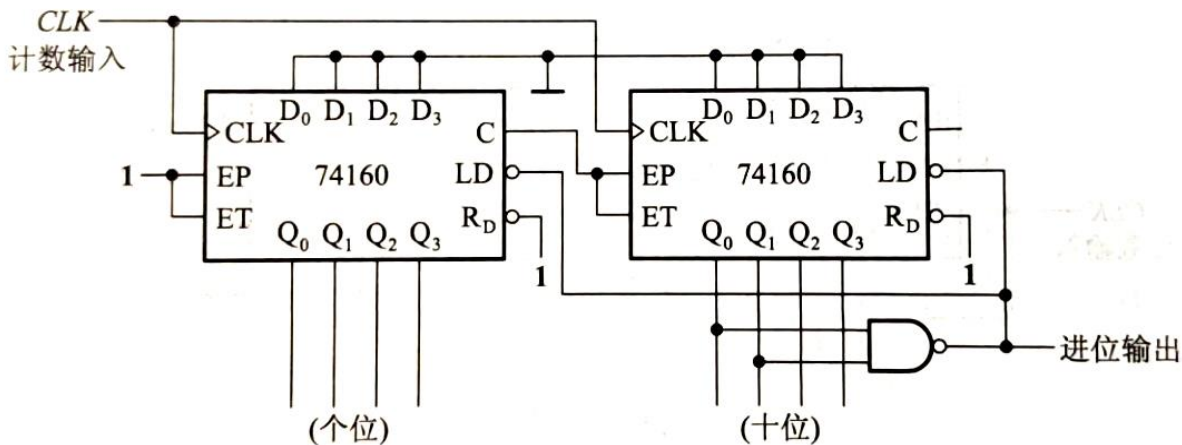 CLK
计数输入
D₀ D₁ D₂ D₃
CLK
C
1
EP
74160
LD
ET
R_D
Q₀ Q₁ Q₂ Q₃
1
(个位)
D₀ D₁ D₂ D₃
CLK
C
EP
74160
LD
ET
R_D
Q₀ Q₁ Q₂ Q₃
1
(十位)
进位输出